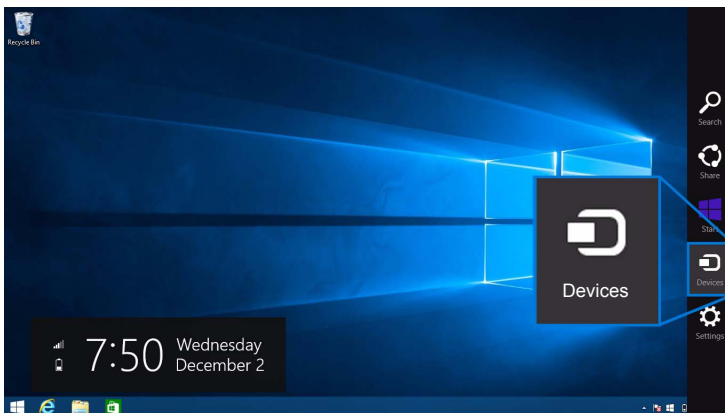 Recycle Bin
Search
Share
Start
Devices
Devices
Settings
7:50
Wednesday
December 2